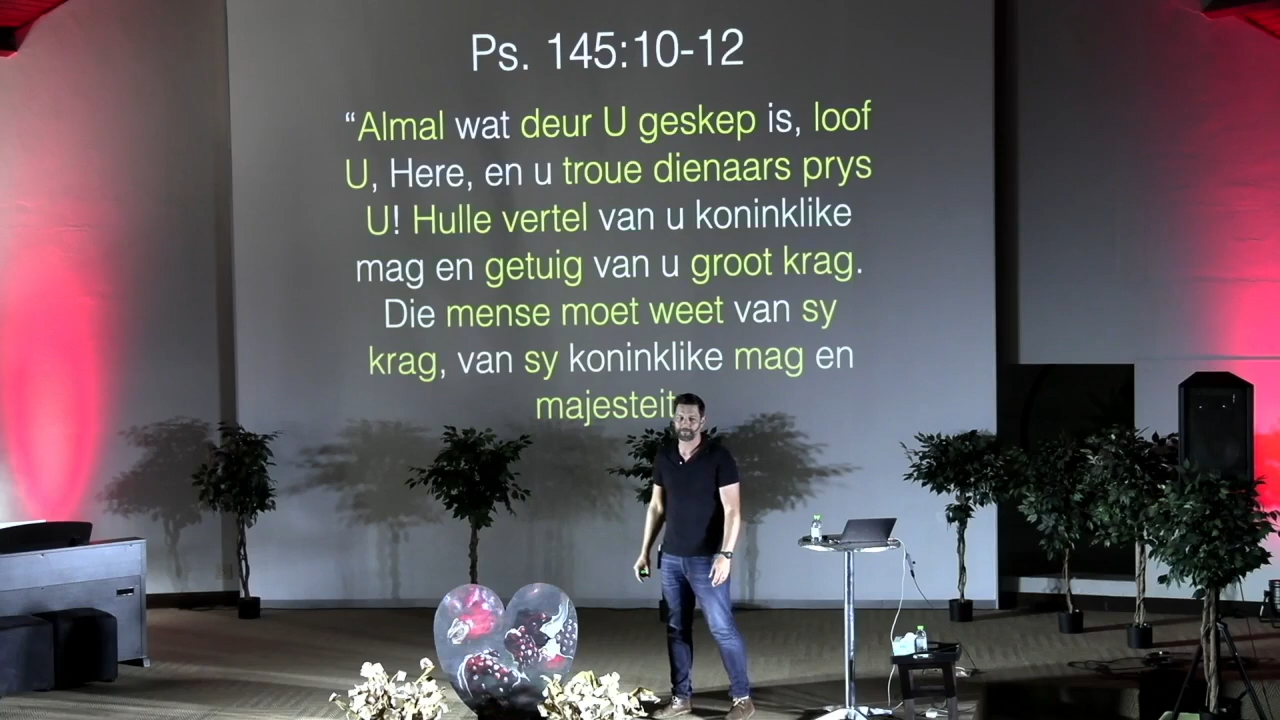 Ps. 145:10-12
“Almal wat deur U geskep is, loof
U, Here, en u troue dienaars prys
U! Hulle vertel van u koninklike
mag en getuig van u groot krag.
Die mense moet weet van sy
krag, van sy koninklike mag en
majesteit